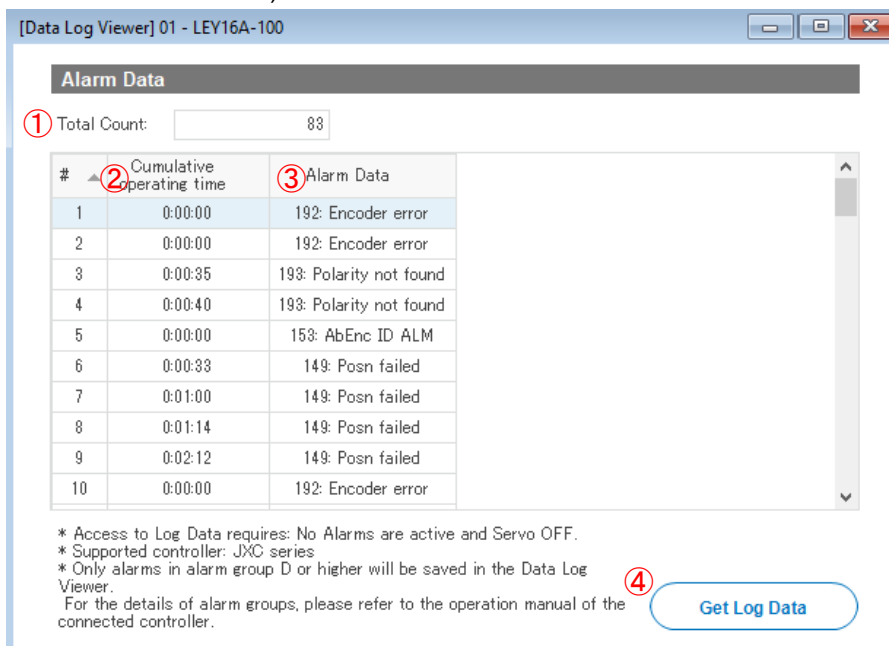 [Data Log Viewer] 01 - LEY16A-100
Alarm Data
① Total Count: 83
# ② Cumulative operating time ③ Alarm Data
1 0:00:00 192: Encoder error
2 0:00:00 192: Encoder error
3 0:00:35 193: Polarity not found
4 0:00:40 193: Polarity not found
5 0:00:00 153: AbEnc ID ALM
6 0:00:33 149: Posn failed
7 0:01:00 149: Posn failed
8 0:01:14 149: Posn failed
9 0:02:12 149: Posn failed
10 0:00:00 192: Encoder error
* Access to Log Data requires: No Alarms are active and Servo OFF.
* Supported controller: JXC series
* Only alarms in alarm group D or higher will be saved in the Data Log
Viewer.
For the details of alarm groups, please refer to the operation manual of the
connected controller.
④
Get Log Data